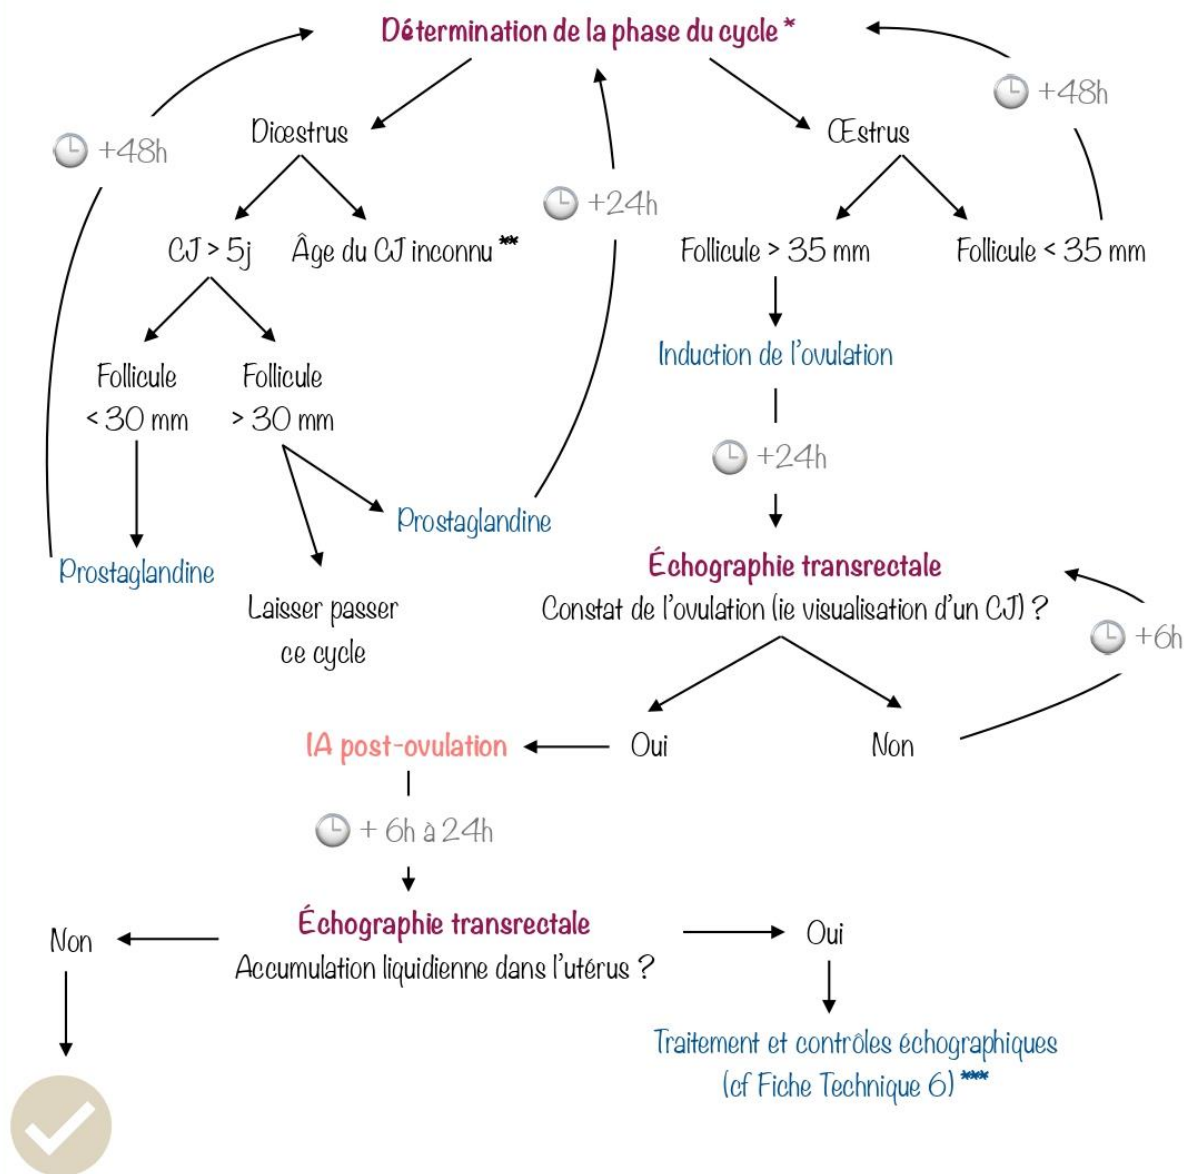 Détermination de la phase du cycle *
+48h
Diœstrus
Œstrus
+48h
+24h
CJ > 5j
Âge du CJ inconnu **
Follicule > 35 mm
Follicule < 35 mm
Follicule
< 30 mm
Follicule
> 30 mm
Induction de l'ovulation
+24h
Prostaglandine
Prostaglandine
Laisser passer
ce cycle
Échographie transrectale
Constat de l'ovulation (ie visualisation d'un CJ) ?
+6h
IA post-ovulation
Oui
Non
+ 6h à 24h
Non
Échographie transrectale
Accumulation liquidienne dans l'utérus ?
Oui
Traitement et contrôles échographiques
(cf Fiche Technique 6) ***